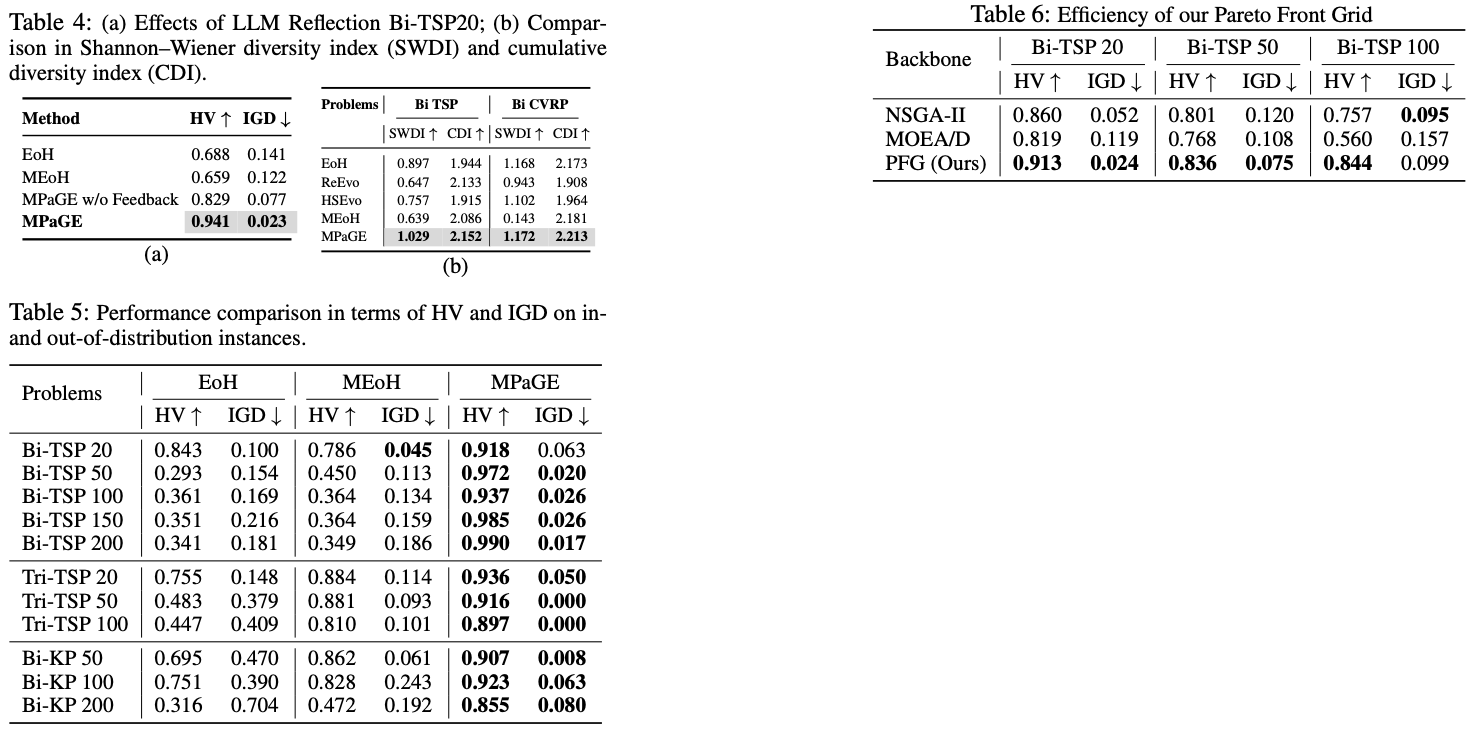 Table 4: (a) Effects of LLM Reflection Bi-TSP20; (b) Compar-
ison in Shannon–Wiener diversity index (SWDI) and cumulative
diversity index (CDI).
Method HV ↑ IGD ↓
EoH 0.688 0.141
MEoH 0.659 0.122
MPaGE w/o Feedback 0.829 0.077
MPaGE 0.941 0.023
(a)
Problems Bi TSP Bi CVRP
SWDI ↑ CDI ↑ SWDI ↑ CDI ↑
EoH 0.897 1.944 1.168 2.173
ReEvo 0.647 2.133 0.943 1.908
HSEvo 0.757 1.915 1.102 1.964
MEoH 0.639 2.086 0.143 2.181
MPaGE 1.029 2.152 1.172 2.213
(b)
Table 5: Performance comparison in terms of HV and IGD on in-
and out-of-distribution instances.
Problems EoH MEoH MPaGE
HV ↑ IGD ↓ HV ↑ IGD ↓ HV ↑ IGD ↓
Bi-TSP 20 0.843 0.100 0.786 0.045 0.918 0.063
Bi-TSP 50 0.293 0.154 0.450 0.113 0.972 0.020
Bi-TSP 100 0.361 0.169 0.364 0.134 0.937 0.026
Bi-TSP 150 0.351 0.216 0.364 0.159 0.985 0.026
Bi-TSP 200 0.341 0.181 0.349 0.186 0.990 0.017
Tri-TSP 20 0.755 0.148 0.884 0.114 0.936 0.050
Tri-TSP 50 0.483 0.379 0.881 0.093 0.916 0.000
Tri-TSP 100 0.447 0.409 0.810 0.101 0.897 0.000
Bi-KP 50 0.695 0.470 0.862 0.061 0.907 0.008
Bi-KP 100 0.751 0.390 0.828 0.243 0.923 0.063
Bi-KP 200 0.316 0.704 0.472 0.192 0.855 0.080
Table 6: Efficiency of our Pareto Front Grid
Backbone Bi-TSP 20 Bi-TSP 50 Bi-TSP 100
HV ↑ IGD ↓ HV ↑ IGD ↓ HV ↑ IGD ↓
NSGA-II 0.860 0.052 0.801 0.120 0.757 0.095
MOEA/D 0.819 0.119 0.768 0.108 0.560 0.157
PFG (Ours) 0.913 0.024 0.836 0.075 0.844 0.099